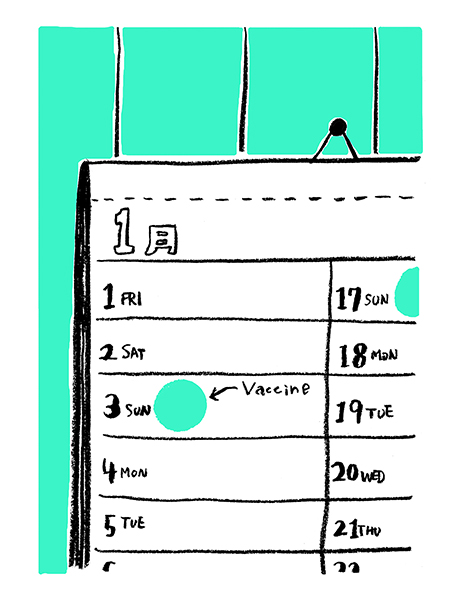 1月
1 FRI
2 SAT
3 SUN
Vaccine
4 MON
5 TUE
17 SUN
18 MON
19 TUE
20 WED
21 THU